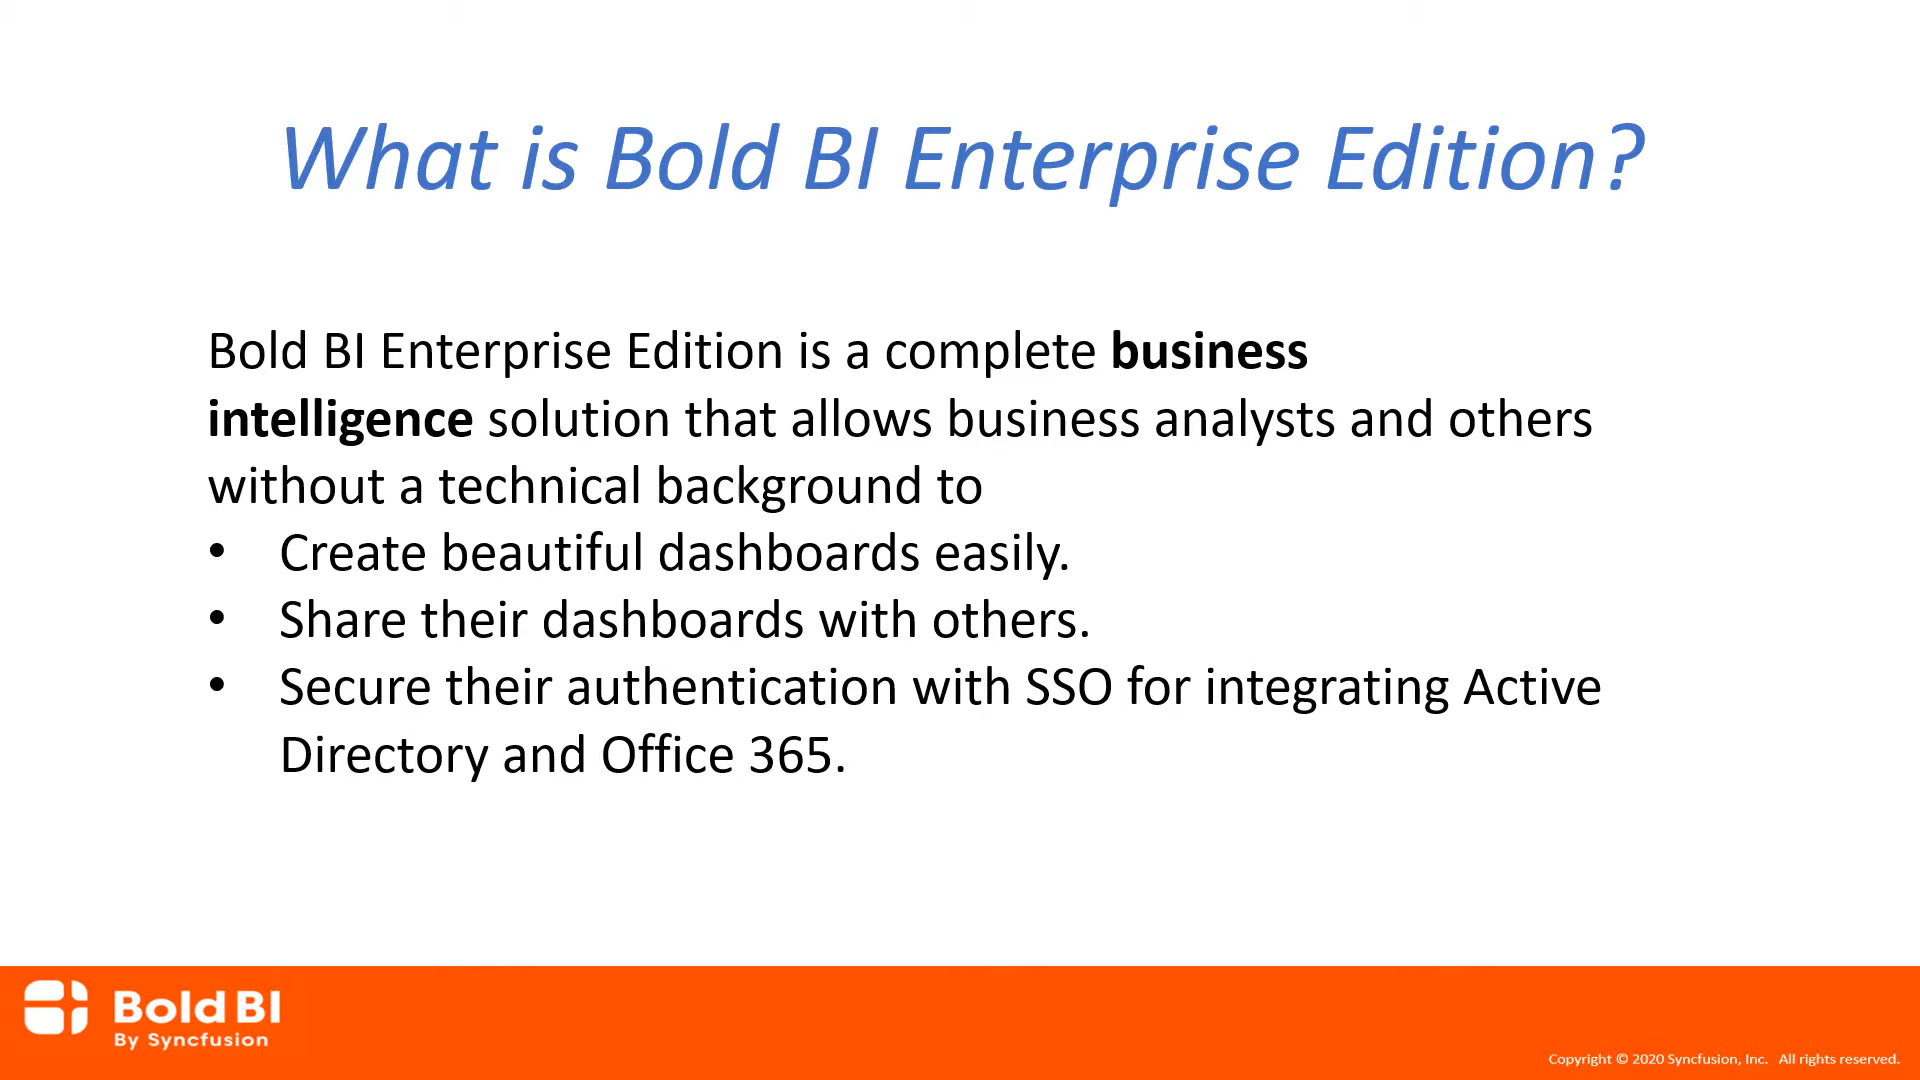 What is Bold BI Enterprise Edition?
Bold BI Enterprise Edition is a complete business
intelligence solution that allows business analysts and others
without a technical background to
• Create beautiful dashboards easily.
• Share their dashboards with others.
• Secure their authentication with SSO for integrating Active
Directory and Office 365.
Bold BI
By Syncfusion
Copyright © 2020 Syncfusion, Inc. All rights reserved.